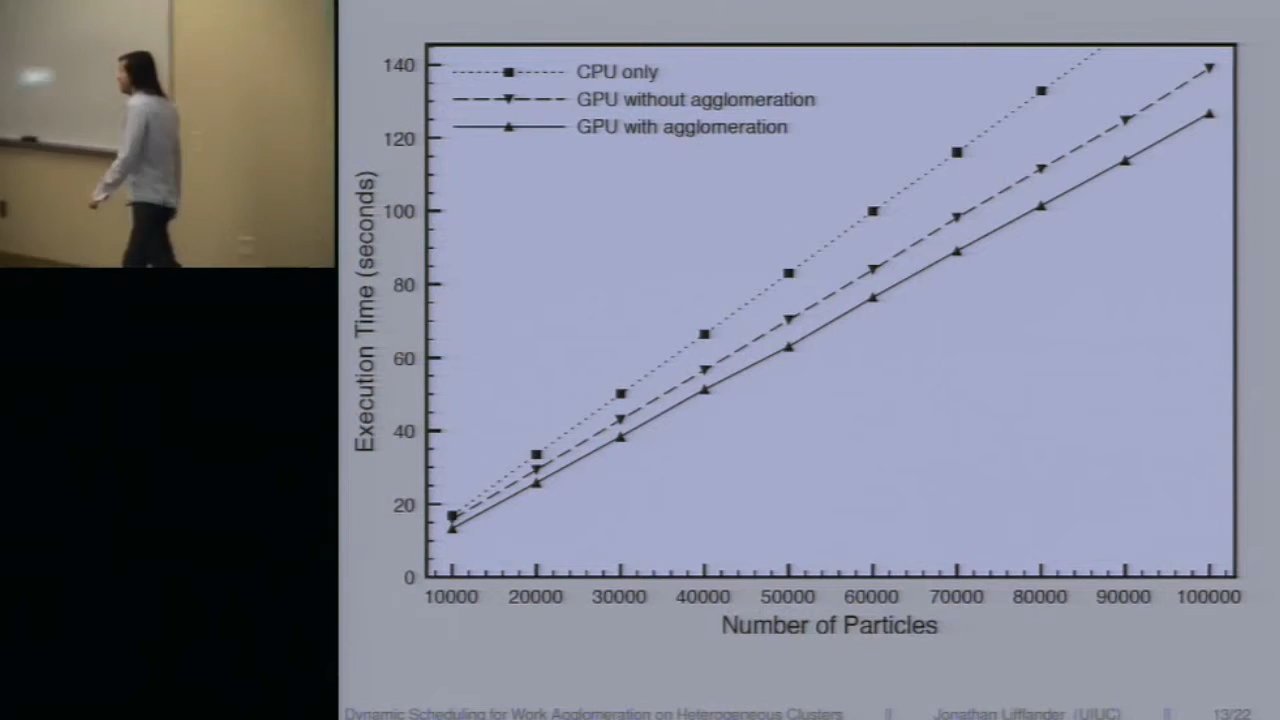 CPU only
GPU without agglomeration
GPU with agglomeration
140
120
100
80
60
40
20
0
Execution Time (seconds)
10000 20000 30000 40000 50000 60000 70000 80000 90000 100000
Number of Particles
Dynamic Scheduling for Work Agglomeration on Heterogeneous Clusters | Jonathan Lifflander (UIUC) | 13/22